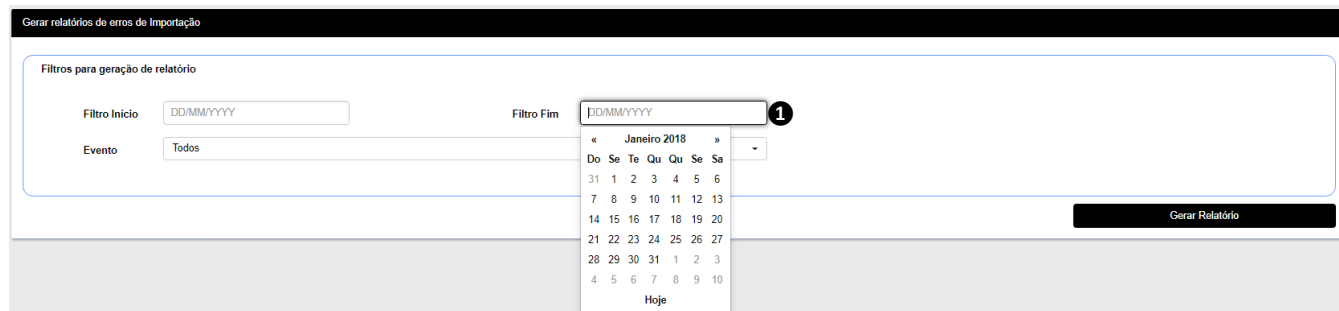 Gerar relatórios de erros de Importação
Filtros para geração de relatório
Filtro Inicio DD/MM/YYYY Filtro Fim DD/MM/YYYY 1
Evento Todos
« Janeiro 2018 »
Do Se Te Qu Qu Se Sa
31 1 2 3 4 5 6
7 8 9 10 11 12 13
14 15 16 17 18 19 20
21 22 23 24 25 26 27
28 29 30 31 1 2 3
4 5 6 7 8 9 10
Hoje
Gerar Relatório